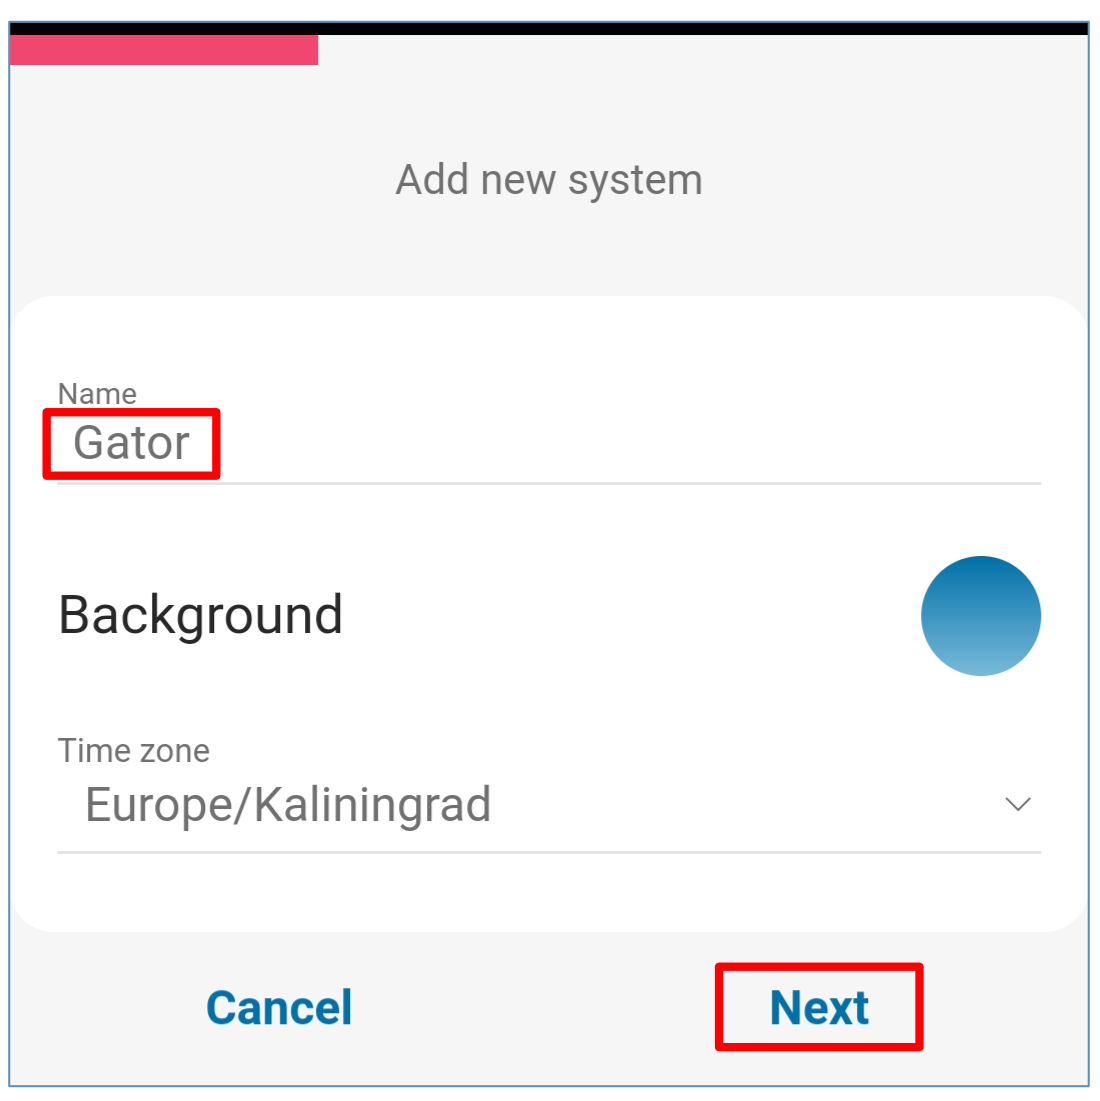 Add new system
Name
Gator
Background
Time zone
Europe/Kaliningrad
Cancel
Next